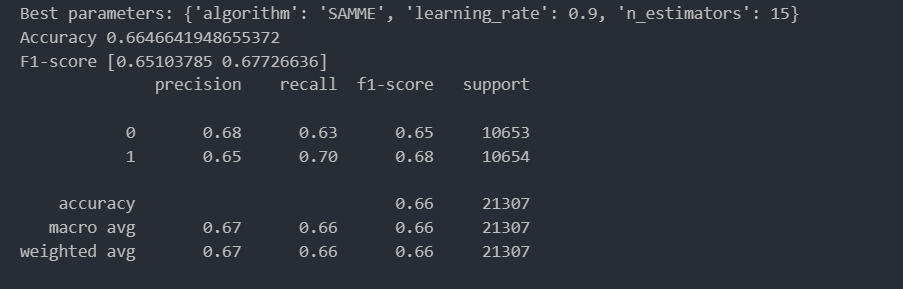 Best parameters: {'algorithm': 'SAMME', 'learning_rate': 0.9, 'n_estimators': 15}
Accuracy 0.6646641948655372
F1-score [0.65103785 0.67726636]
precision recall f1-score support
0 0.68 0.63 0.65 10653
1 0.65 0.70 0.68 10654
accuracy 0.66 21307
macro avg 0.67 0.66 0.66 21307
weighted avg 0.67 0.66 0.66 21307